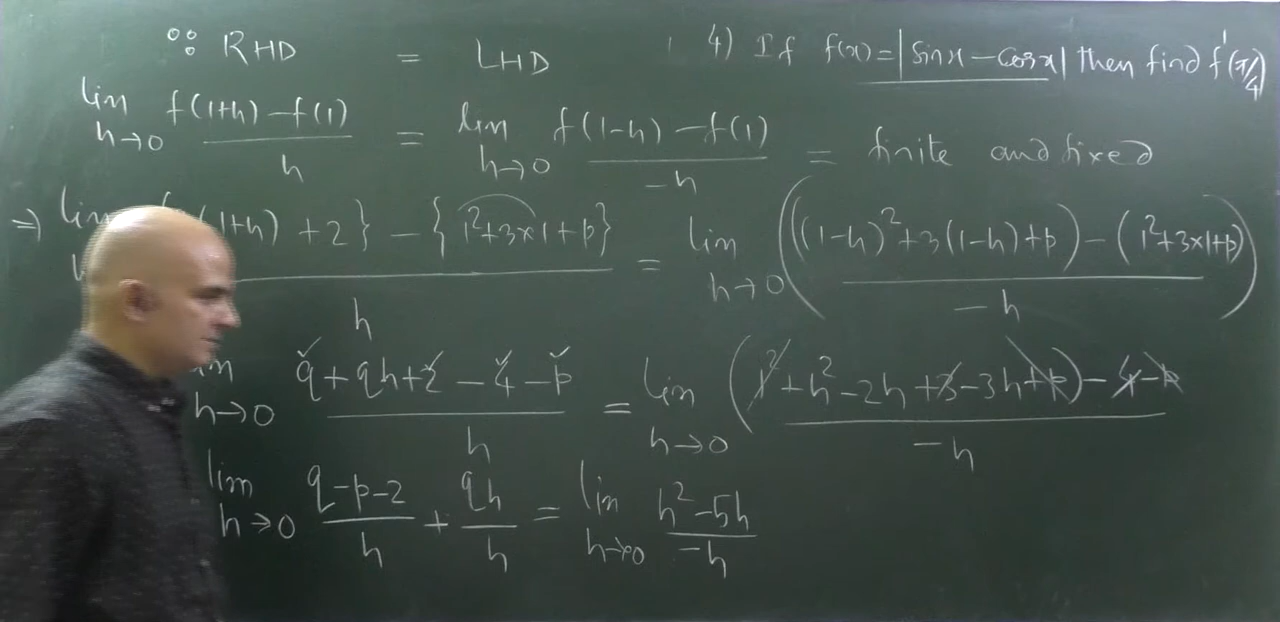 ∵ RHD = LHD
4) If f(x) = |sinx − cosx| then find f'(π/4)
lim h→0 f(1+h) − f(1) / h = lim h→0 f(1−h) − f(1) / −h = finite and fixed
⇒ lim (1+h) + 2} − {1²+3×1+p} / h = lim h→0 (((1−h)²+3(1−h)+p) − (1²+3×1+p) / −h)
h→0 q + qh + 2 − 4 − p / h = lim h→0 (1² + h² − 2h + 3 − 3h + p) − 4 − p / −h
lim h→0 q−p−2 / h + qh / h = lim h→0 h² − 5h / −h